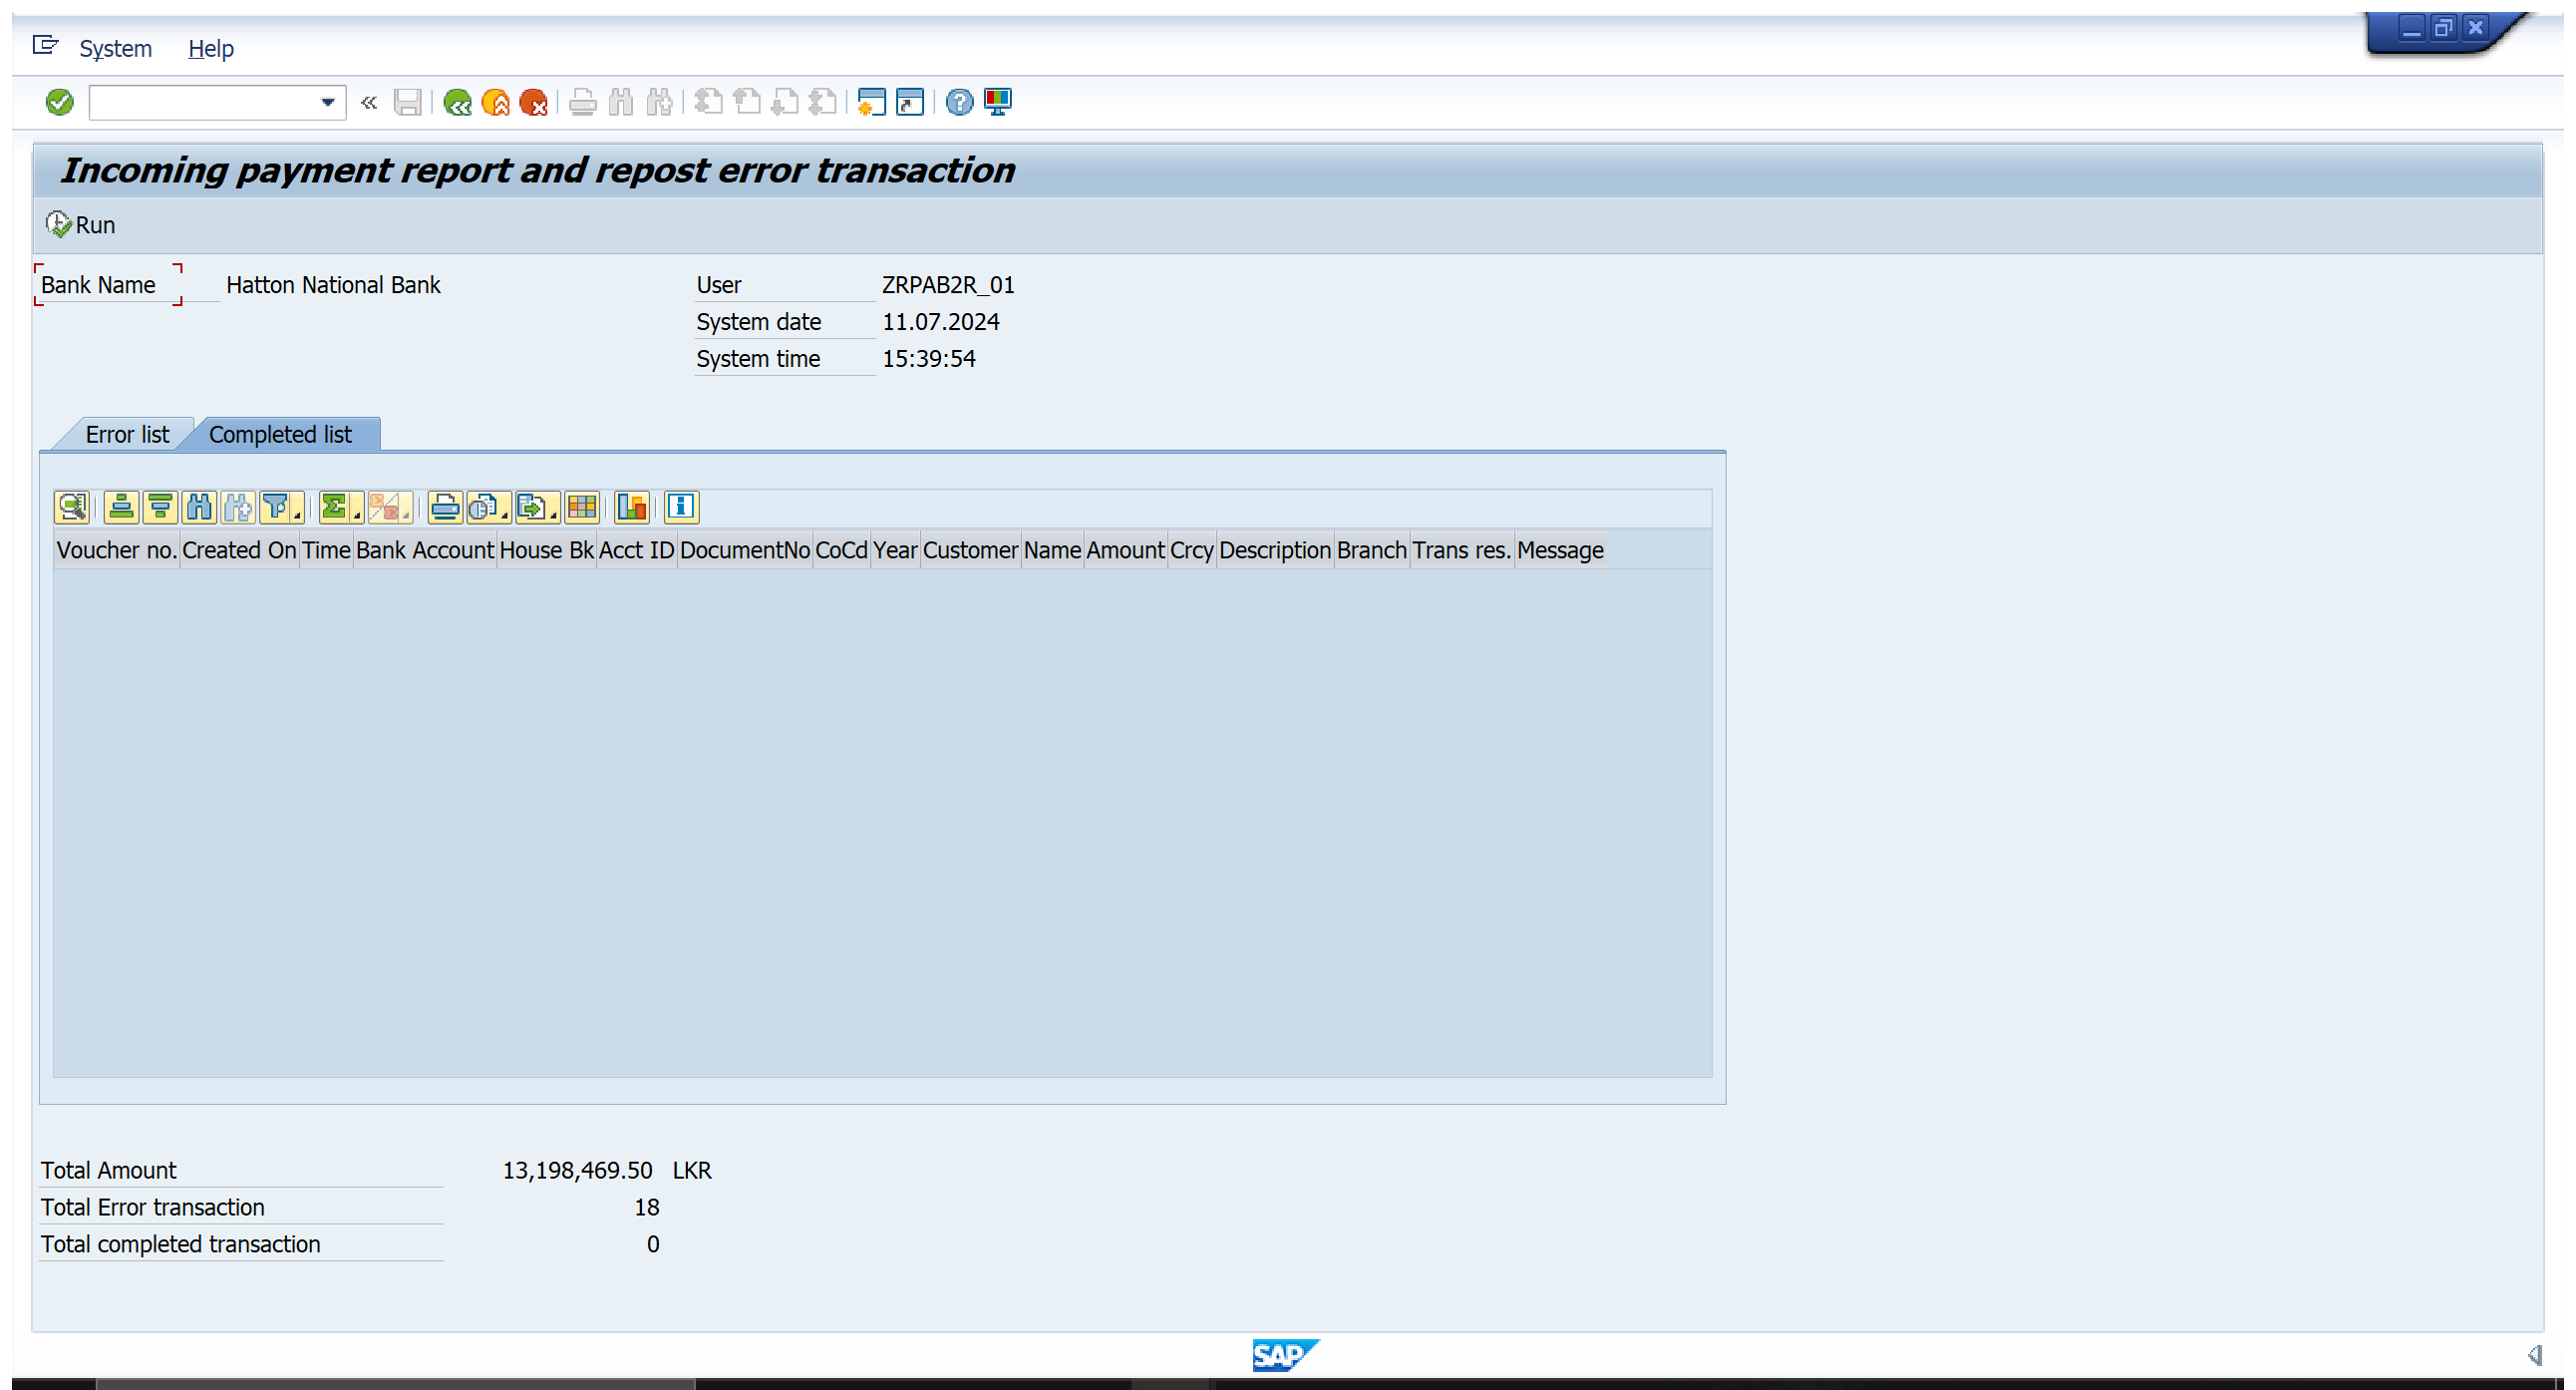 System Help
Incoming payment report and repost error transaction
Run
Bank Name Hatton National Bank User ZRPAB2R_01
System date 11.07.2024
System time 15:39:54
Error list Completed list
Voucher no. Created On Time Bank Account House Bk Acct ID DocumentNo CoCd Year Customer Name Amount Crcy Description Branch Trans res. Message
Total Amount 13,198,469.50 LKR
Total Error transaction 18
Total completed transaction 0
SAP